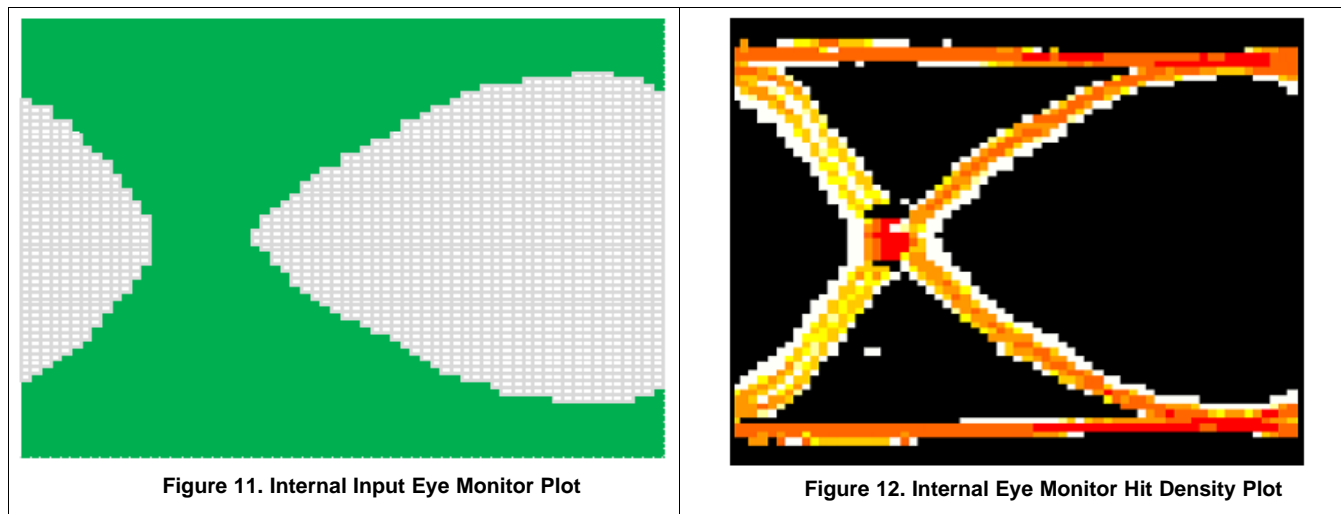 Figure 11. Internal Input Eye Monitor Plot
Figure 12. Internal Eye Monitor Hit Density Plot